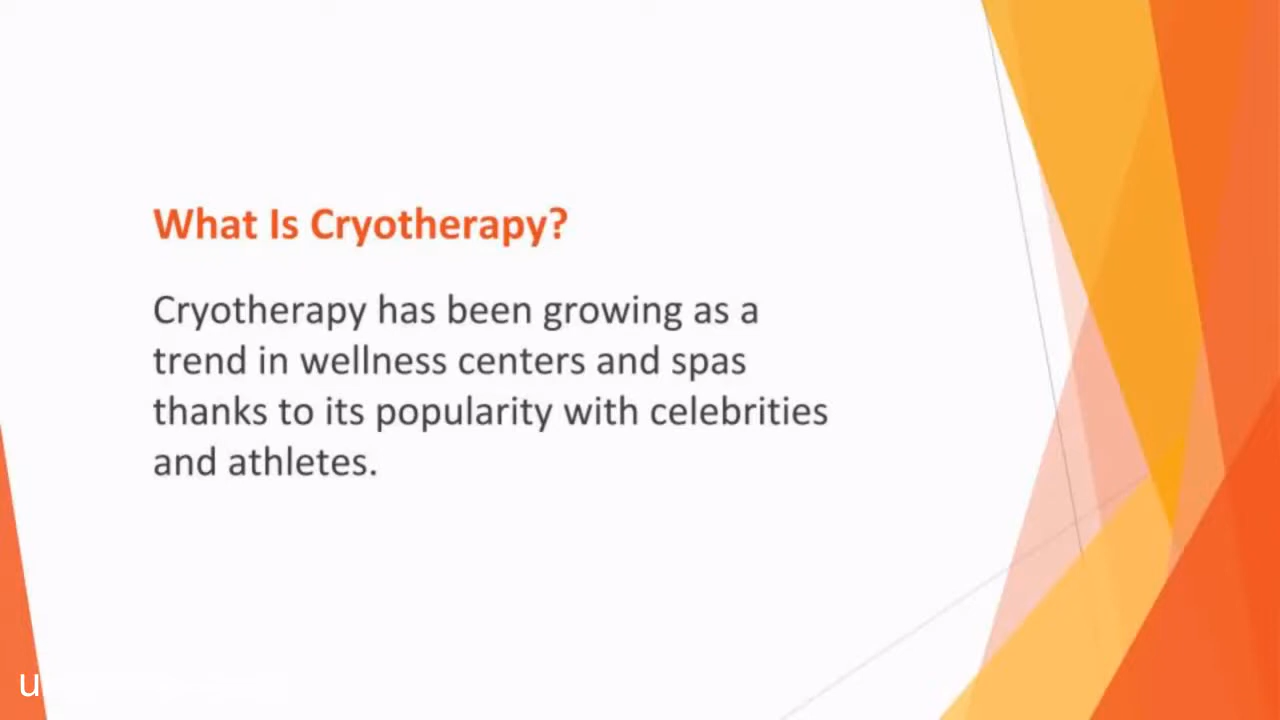 What Is Cryotherapy?
Cryotherapy has been growing as a
trend in wellness centers and spas
thanks to its popularity with celebrities
and athletes.